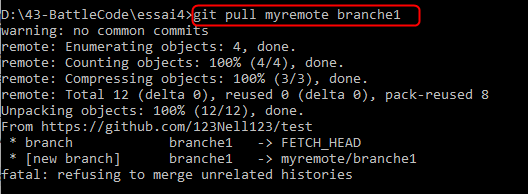 D:\43-BattleCode\essai4>git pull myremote branche1
warning: no common commits
remote: Enumerating objects: 4, done.
remote: Counting objects: 100% (4/4), done.
remote: Compressing objects: 100% (3/3), done.
remote: Total 12 (delta 0), reused 0 (delta 0), pack-reused 8
Unpacking objects: 100% (12/12), done.
From https://github.com/123Nell123/test
 * branch            branche1   -> FETCH_HEAD
 * [new branch]      branche1   -> myremote/branche1
fatal: refusing to merge unrelated histories